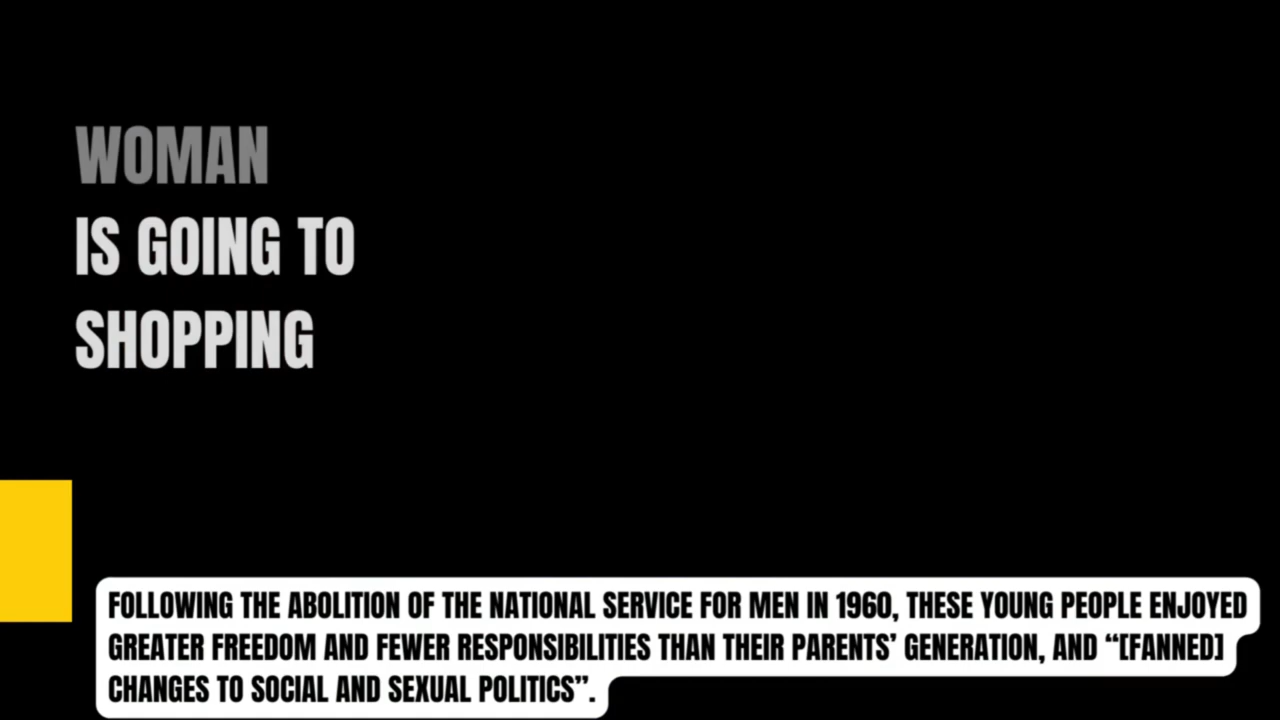 WOMAN
IS GOING TO
SHOPPING
FOLLOWING THE ABOLITION OF THE NATIONAL SERVICE FOR MEN IN 1960, THESE YOUNG PEOPLE ENJOYED
GREATER FREEDOM AND FEWER RESPONSIBILITIES THAN THEIR PARENTS’ GENERATION, AND “[FANNED]
CHANGES TO SOCIAL AND SEXUAL POLITICS”.